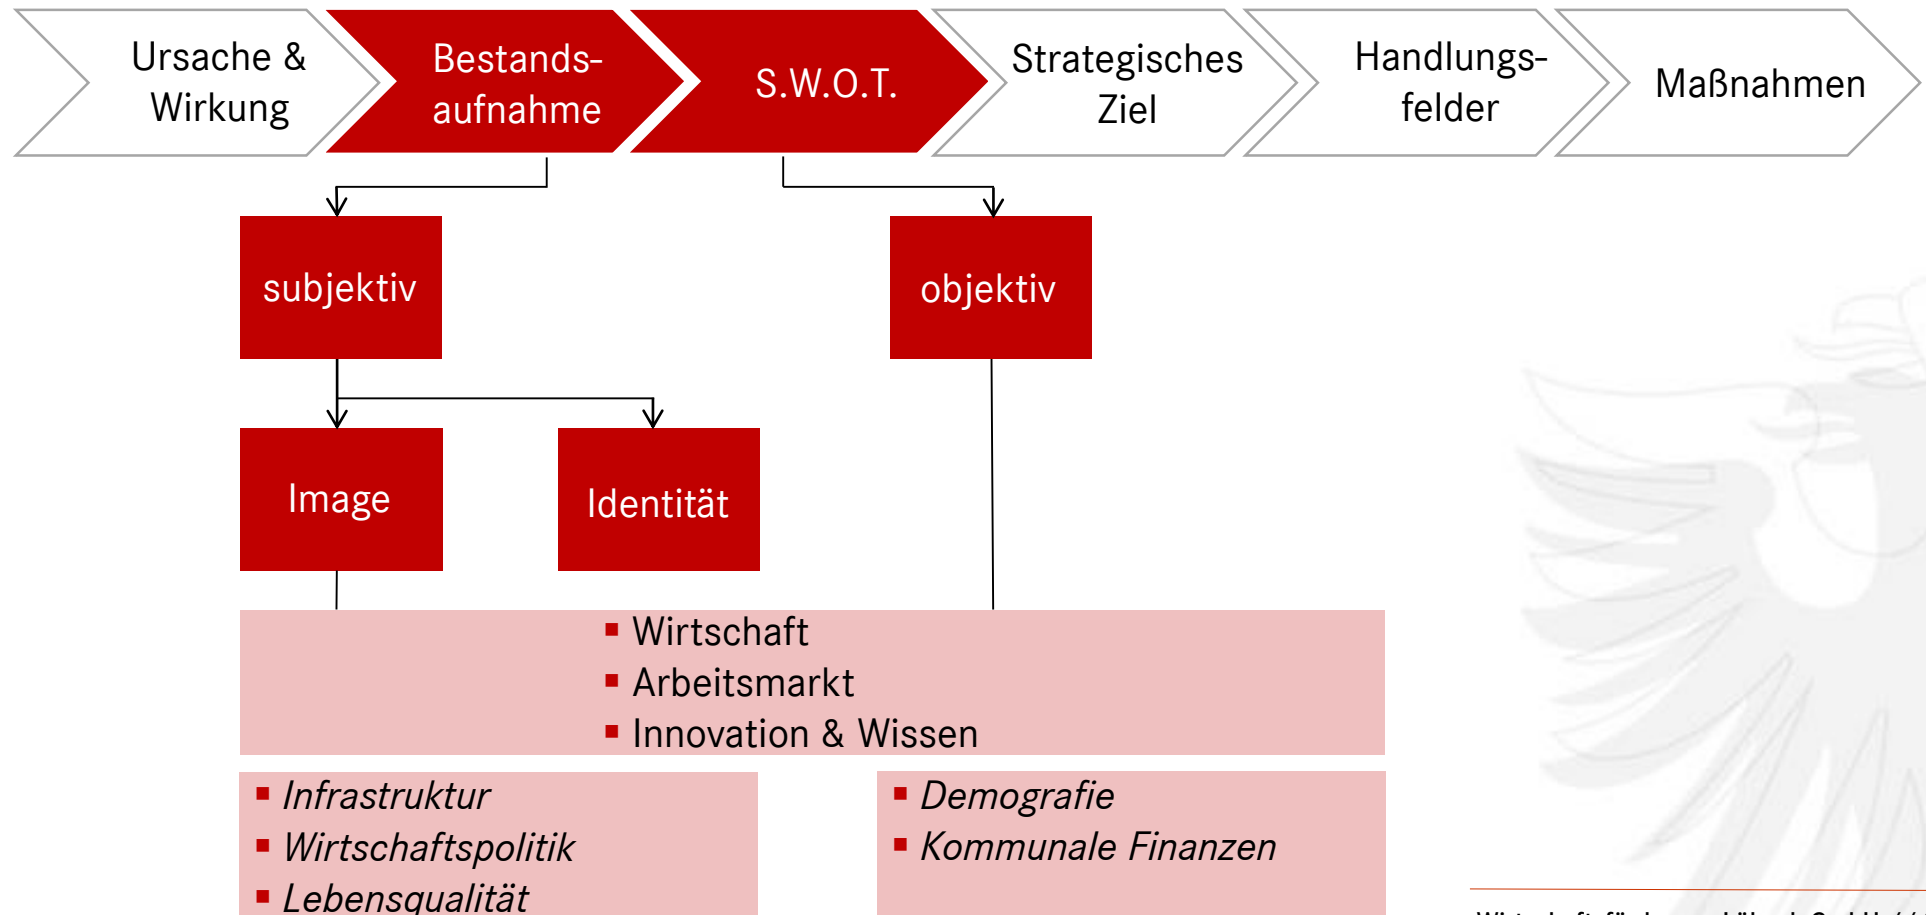 Ursache &
Wirkung
Bestands-
aufnahme
S.W.O.T.
Strategisches
Ziel
Handlungs-
felder
Maßnahmen
subjektiv
objektiv
Image
Identität
Wirtschaft
Arbeitsmarkt
Innovation & Wissen
Infrastruktur
Wirtschaftspolitik
Lebensqualität
Demografie
Kommunale Finanzen